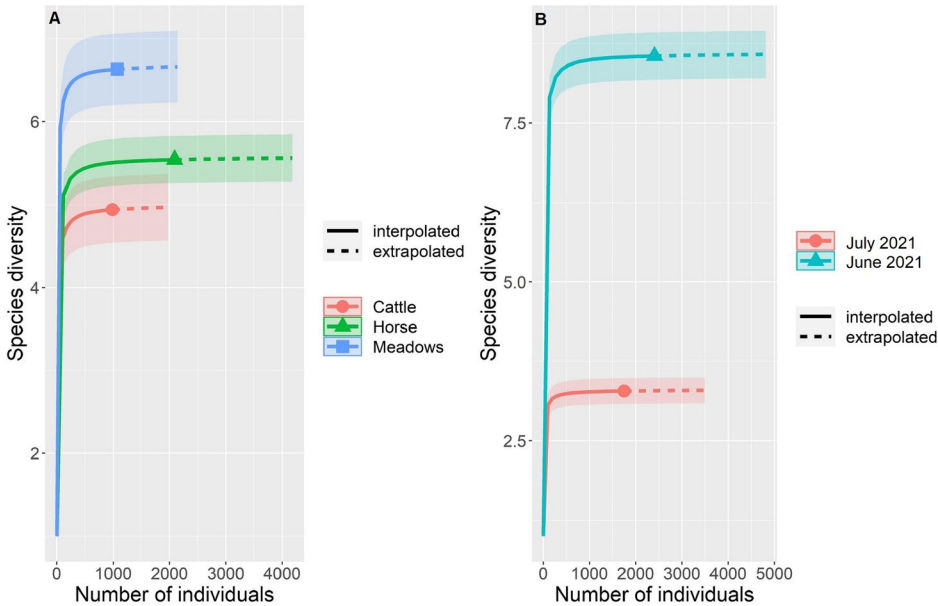 A
Species diversity
6
4
2
0 1000 2000 3000 4000
Number of individuals
interpolated
extrapolated
Cattle
Horse
Meadows
B
Species diversity
7.5
5.0
2.5
0 1000 2000 3000 4000 5000
Number of individuals
July 2021
June 2021
interpolated
extrapolated